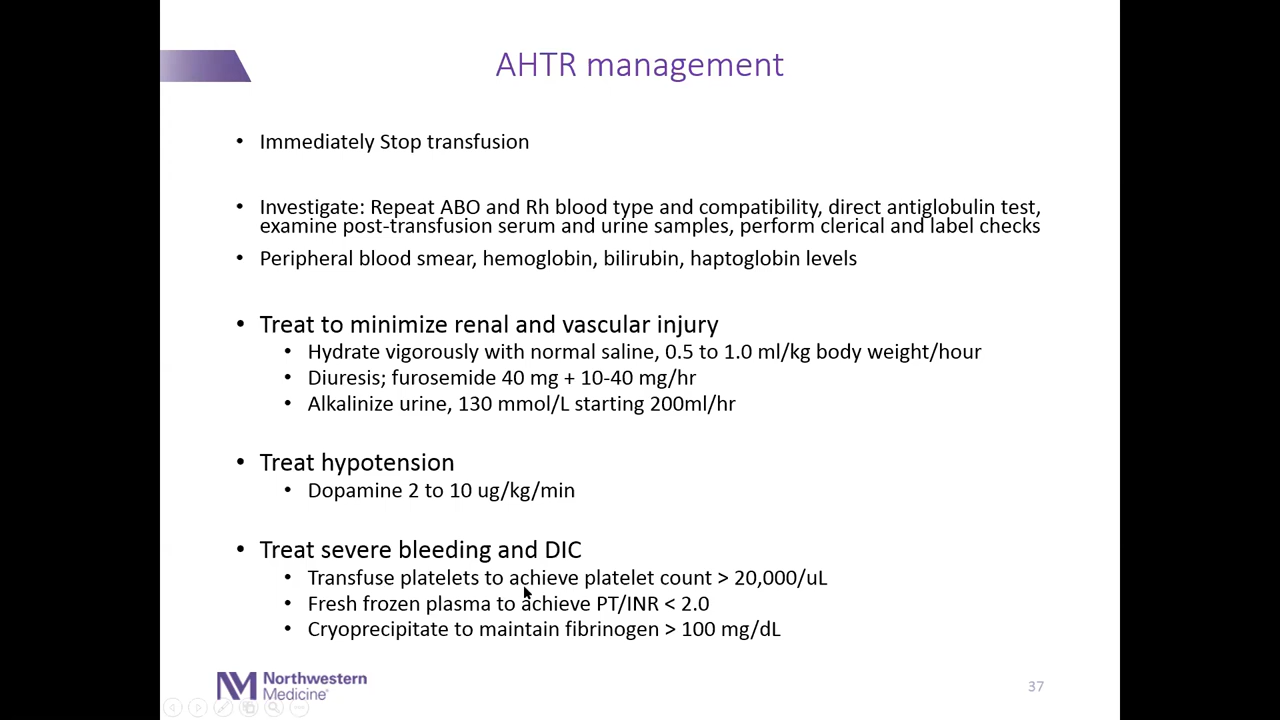 AHTR management
• Immediately Stop transfusion
• Investigate: Repeat ABO and Rh blood type and compatibility, direct antiglobulin test,
examine post-transfusion serum and urine samples, perform clerical and label checks
• Peripheral blood smear, hemoglobin, bilirubin, haptoglobin levels
• Treat to minimize renal and vascular injury
• Hydrate vigorously with normal saline, 0.5 to 1.0 ml/kg body weight/hour
• Diuresis; furosemide 40 mg + 10-40 mg/hr
• Alkalinize urine, 130 mmol/L starting 200ml/hr
• Treat hypotension
• Dopamine 2 to 10 ug/kg/min
• Treat severe bleeding and DIC
• Transfuse platelets to achieve platelet count > 20,000/uL
• Fresh frozen plasma to achieve PT/INR < 2.0
• Cryoprecipitate to maintain fibrinogen > 100 mg/dL
NM Northwestern
Medicine®
37